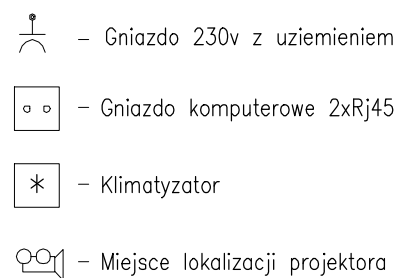 – Gniazdo 230v z uziemieniem
– Gniazdo komputerowe 2xRj45
– Klimatyzator
– Miejsce lokalizacji projektora